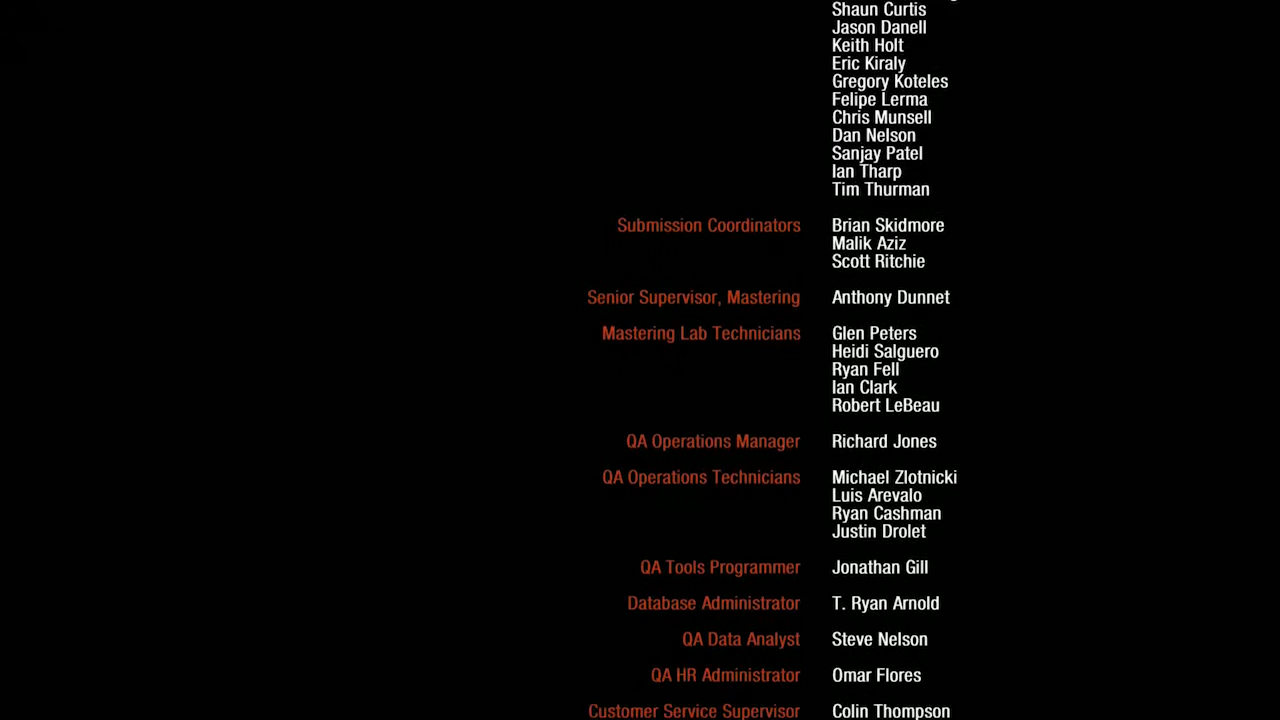 Shaun Curtis
Jason Danell
Keith Holt
Eric Kiraly
Gregory Koteles
Felipe Lerma
Chris Munsell
Dan Nelson
Sanjay Patel
Ian Tharp
Tim Thurman
Submission Coordinators Brian Skidmore
Malik Aziz
Scott Ritchie
Senior Supervisor, Mastering Anthony Dunnet
Mastering Lab Technicians Glen Peters
Heidi Salguero
Ryan Fell
Ian Clark
Robert LeBeau
QA Operations Manager Richard Jones
QA Operations Technicians Michael Zlotnicki
Luis Arevalo
Ryan Cashman
Justin Drolet
QA Tools Programmer Jonathan Gill
Database Administrator T. Ryan Arnold
QA Data Analyst Steve Nelson
QA HR Administrator Omar Flores
Customer Service Supervisor Colin Thompson